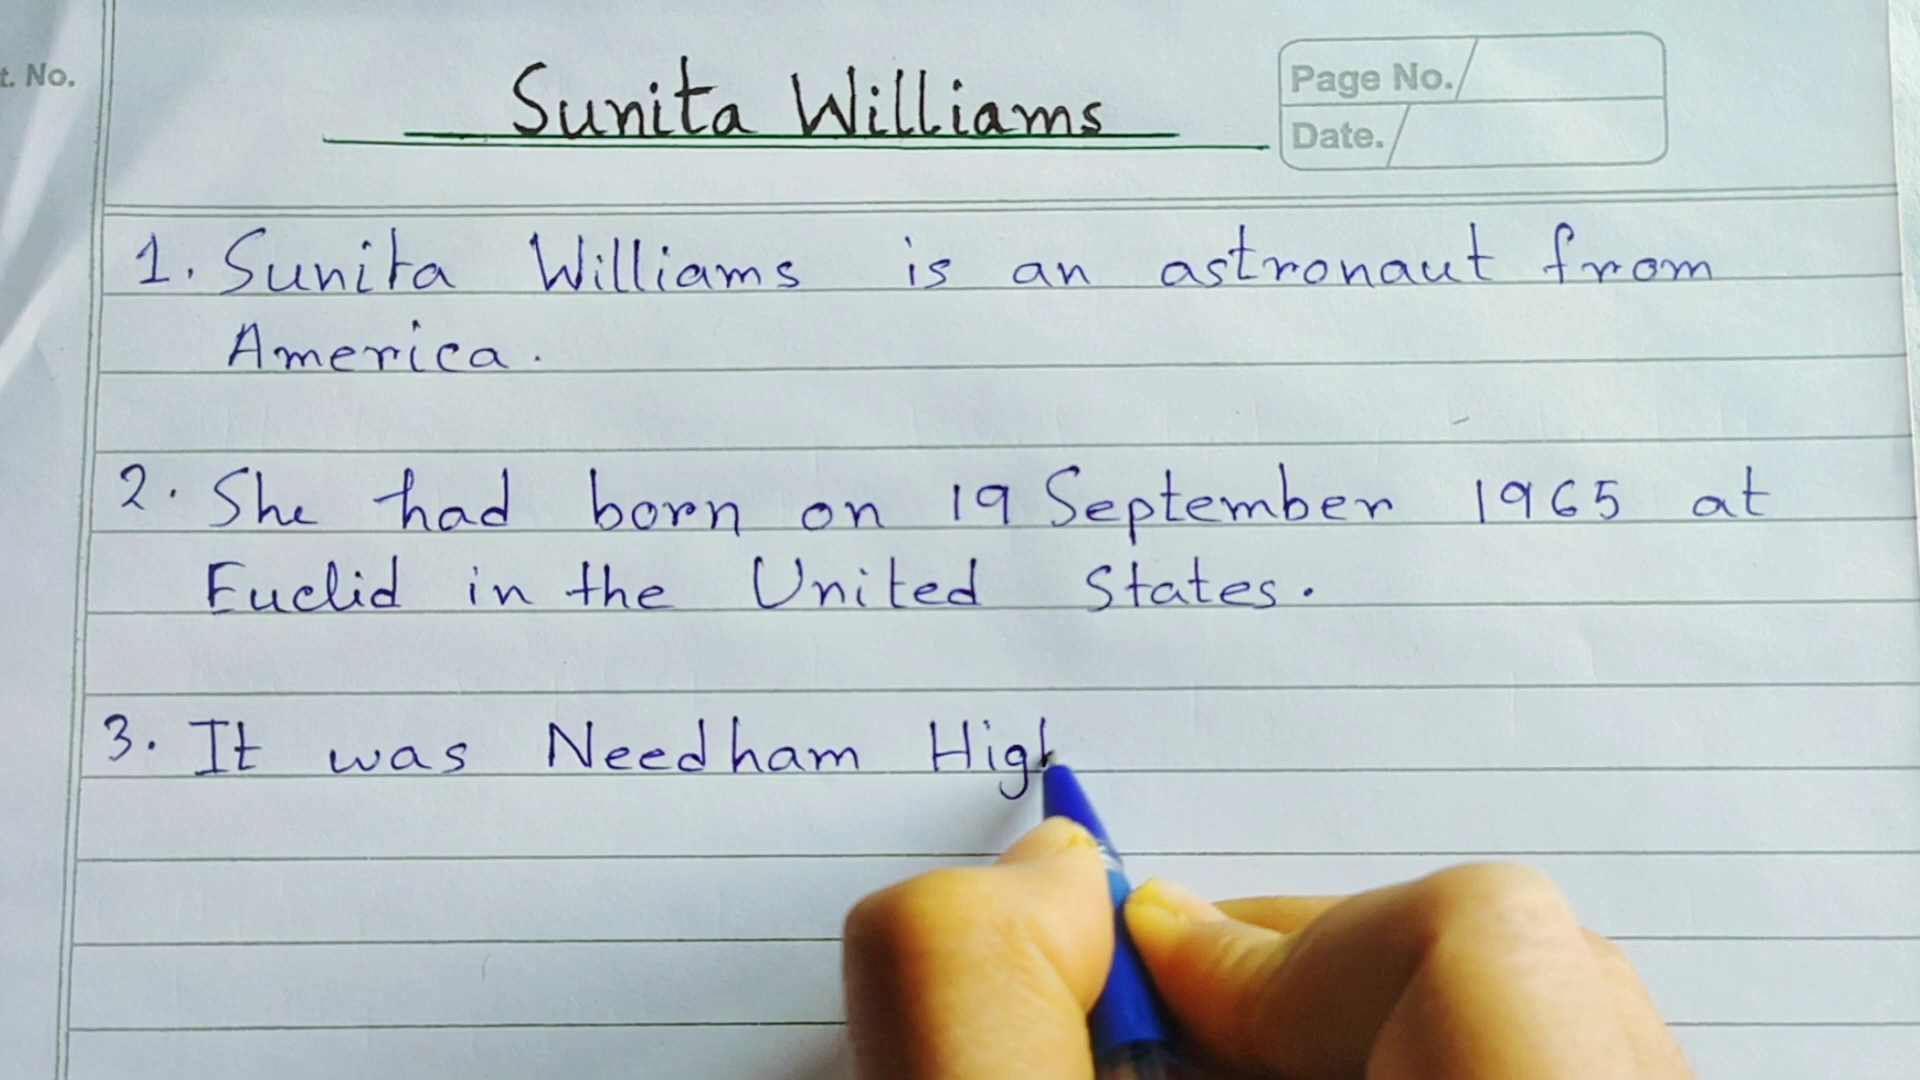 t. No.
Sunita Williams
Page No.
Date.
1. Sunita Williams is an astronaut from
America.
2. She had born on 19 September 1965 at
Euclid in the United States.
3. It was Needham High